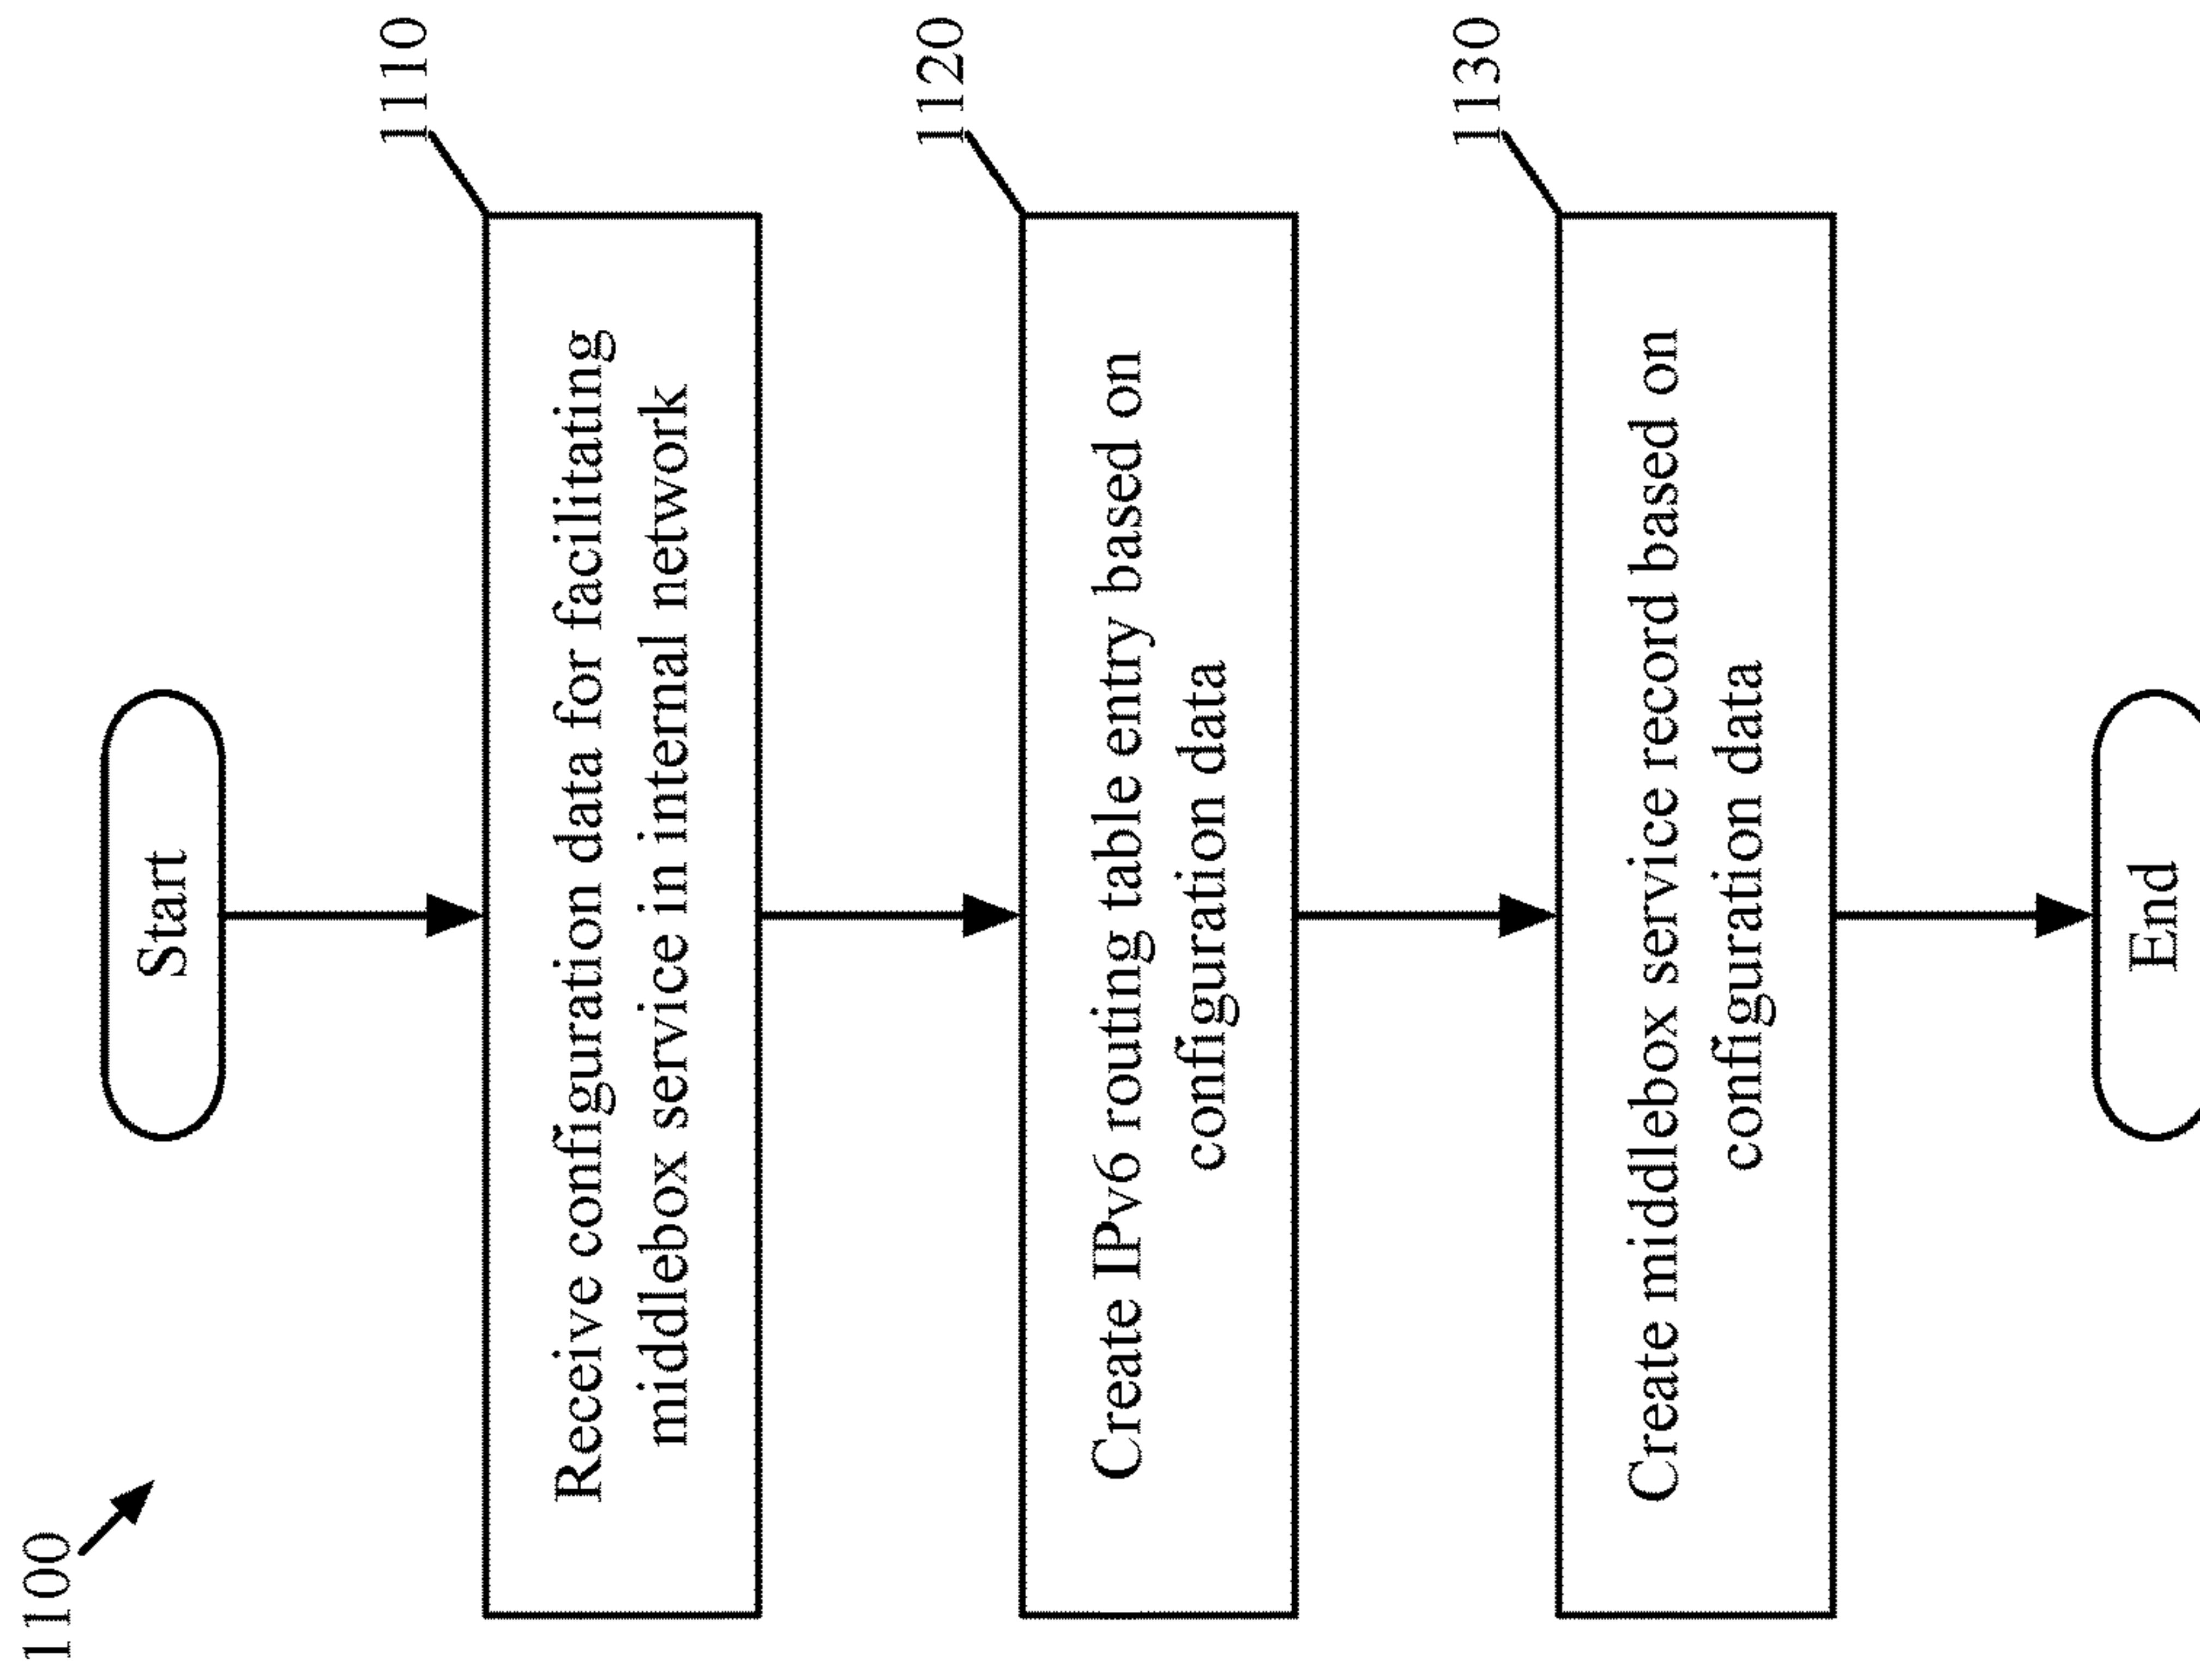 1100
Start
1110
Receive configuration data for facilitating
middlebox service in internal network
1120
Create IPv6 routing table entry based on
configuration data
1130
Create middlebox service record based on
configuration data
End